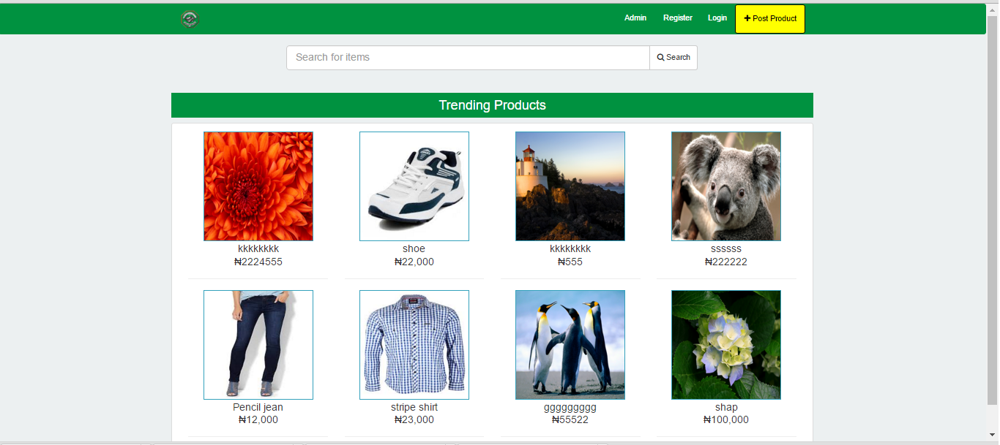 Admin
Register
Login
Post Product
Search for items
Search
Trending Products
kkkkkkkk
₦2224555
shoe
₦22,000
kkkkkkkk
₦555
ssssss
₦222222
Pencil jean
₦12,000
stripe shirt
₦23,000
ggggggggg
₦55522
shap
₦100,000